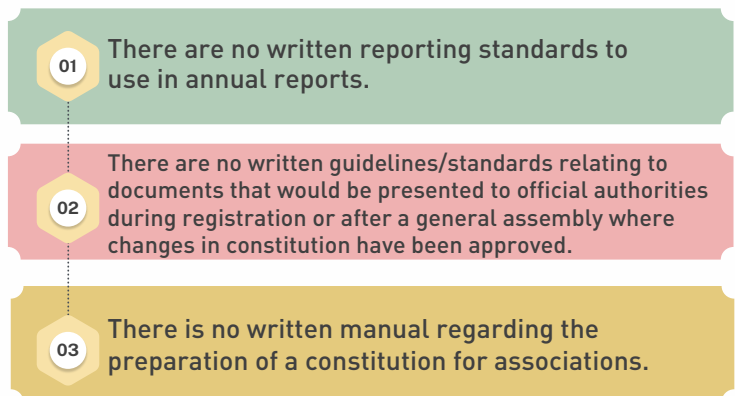 01
There are no written reporting standards to
use in annual reports.
02
There are no written guidelines/standards relating to
documents that would be presented to official authorities
during registration or after a general assembly where
changes in constitution have been approved.
03
There is no written manual regarding the
preparation of a constitution for associations.